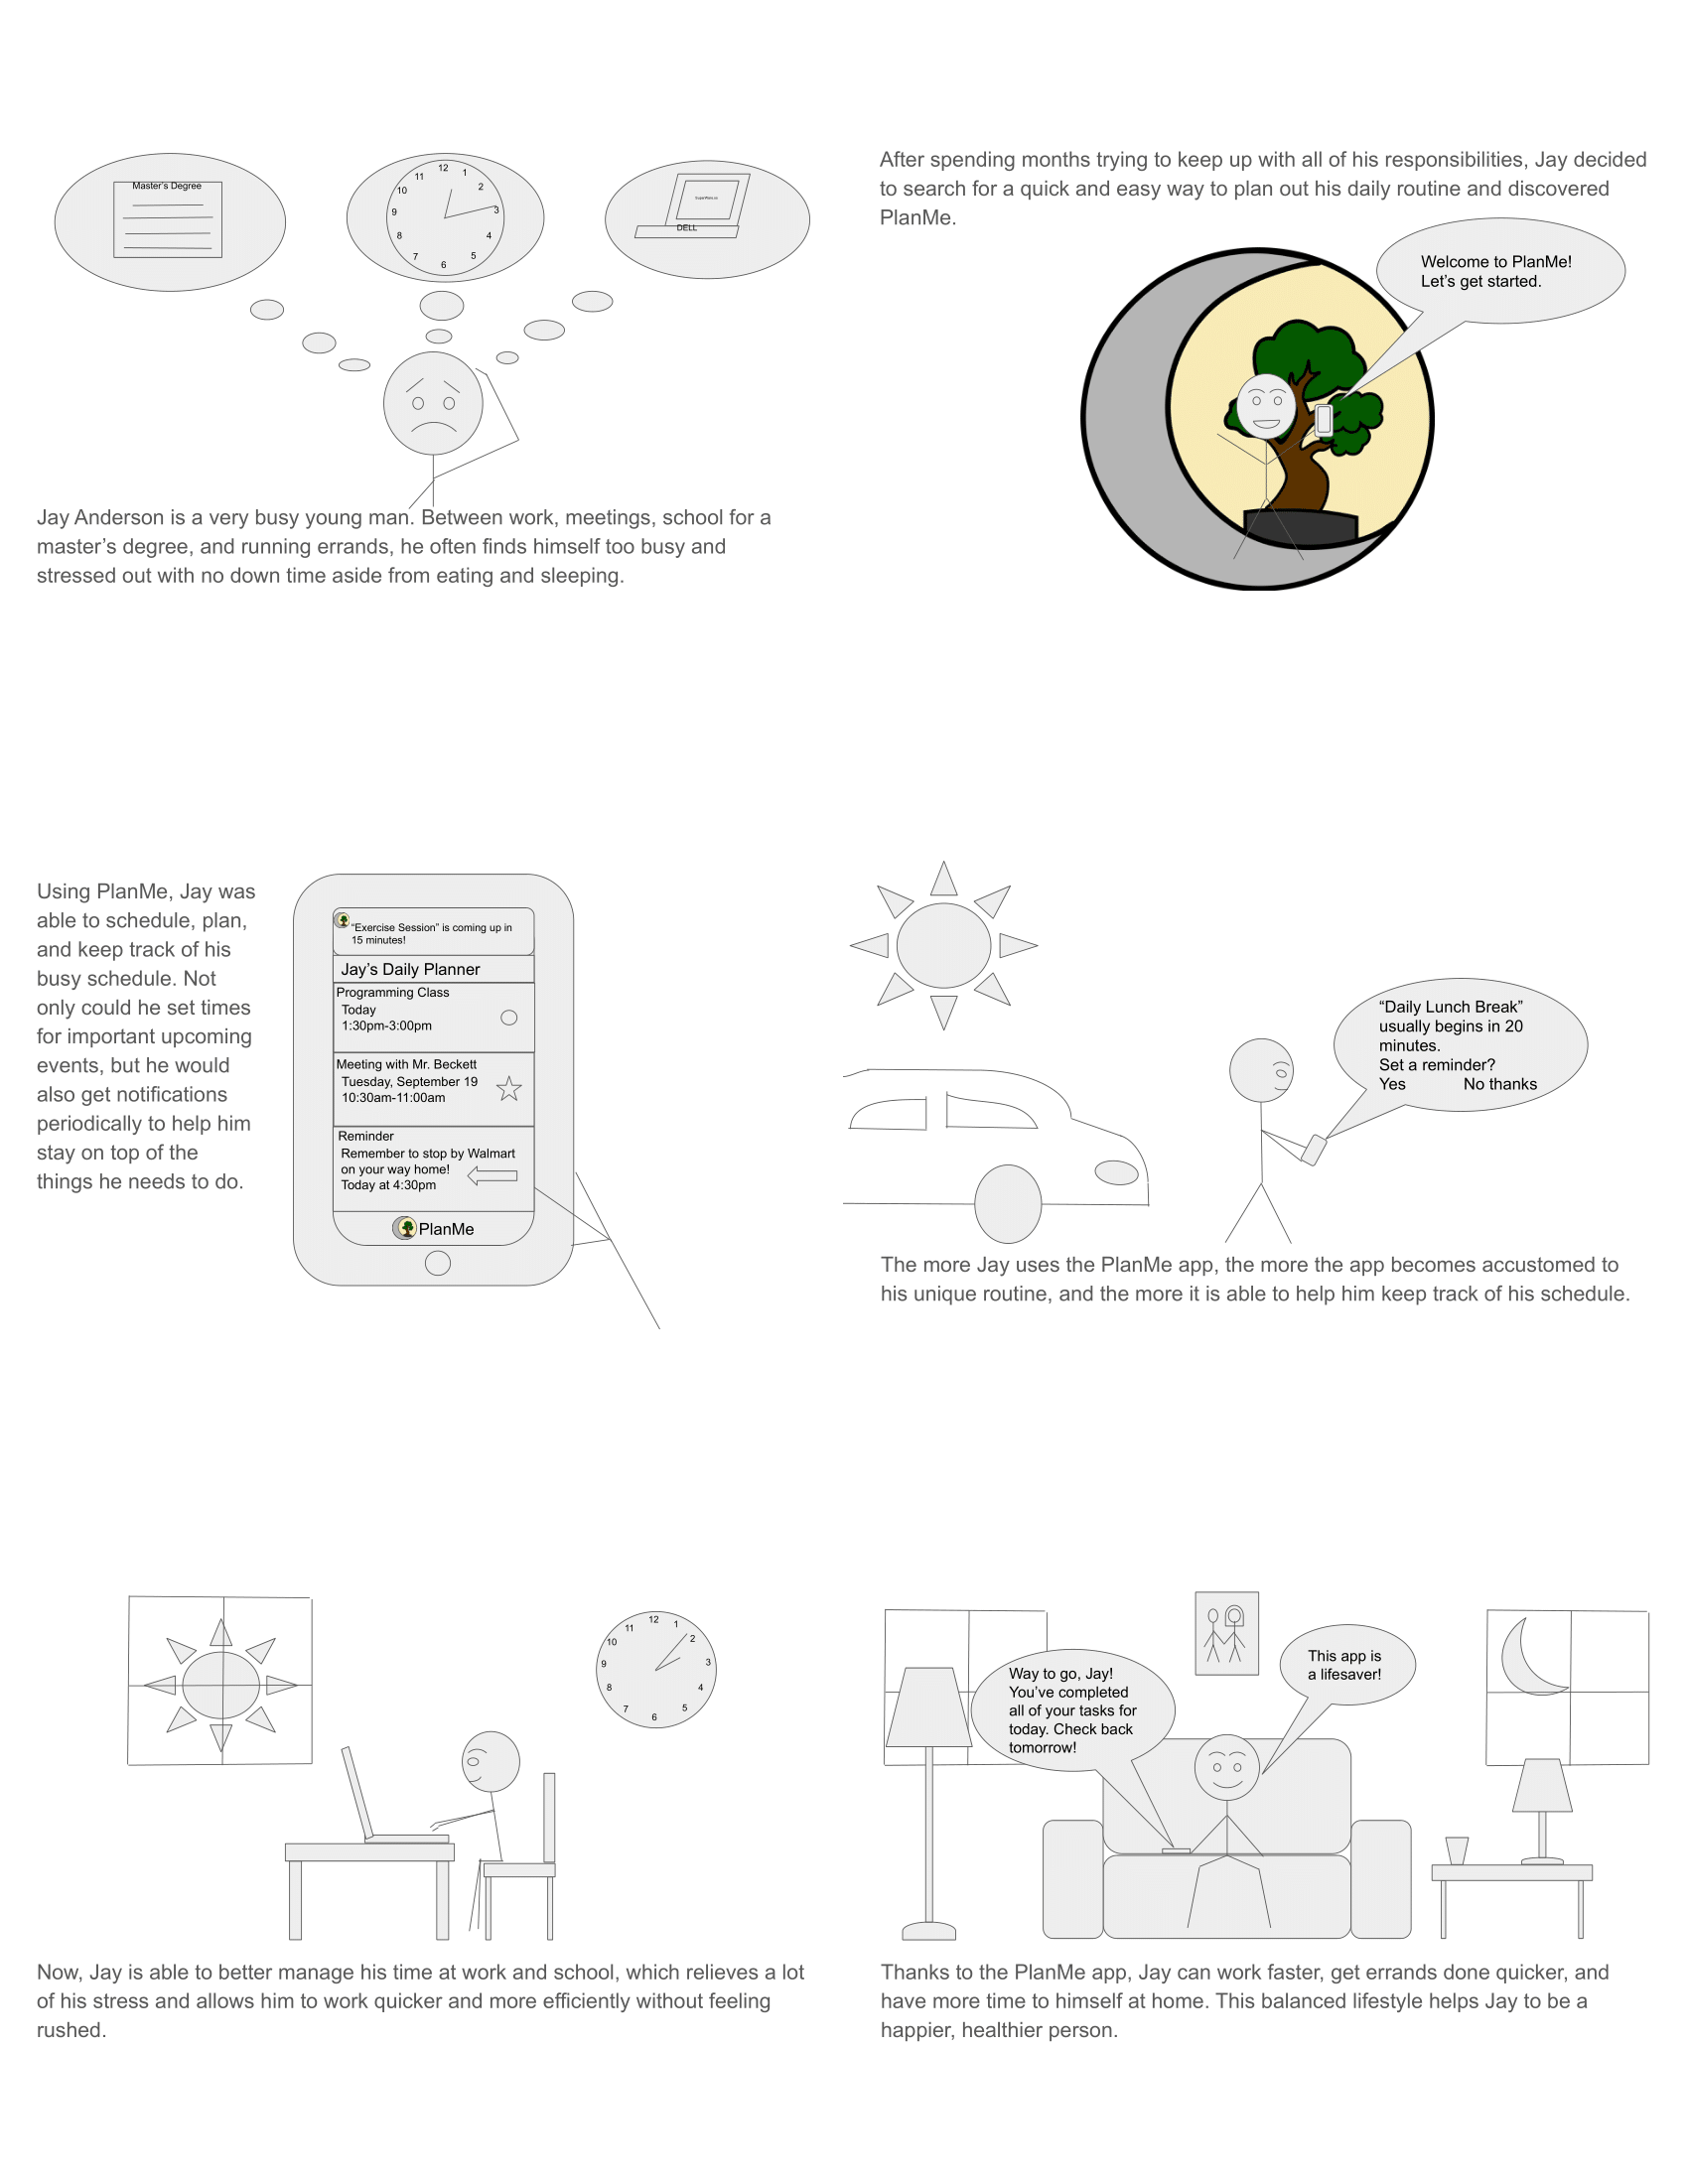 Master's Degree
12
1
2
3
4
5
6
7
8
9
10
11
DELL
Jay Anderson is a very busy young man. Between work, meetings, school for a
master's degree, and running errands, he often finds himself too busy and
stressed out with no down time aside from eating and sleeping.
After spending months trying to keep up with all of his responsibilities, Jay decided
to search for a quick and easy way to plan out his daily routine and discovered
PlanMe.
Welcome to PlanMe!
Let's get started.
Using PlanMe, Jay was
able to schedule, plan,
and keep track of his
busy schedule. Not
only could he set times
for important upcoming
events, but he would
also get notifications
periodically to help him
stay on top of the
things he needs to do.
“Exercise Session” is coming up in
15 minutes!
Jay's Daily Planner
Programming Class
Today
1:30pm-3:00pm
Meeting with Mr. Beckett
Tuesday, September 19
10:30am-11:00am
Reminder
Remember to stop by Walmart
on your way home!
Today at 4:30pm
PlanMe
“Daily Lunch Break”
usually begins in 20
minutes.
Set a reminder?
Yes No thanks
The more Jay uses the PlanMe app, the more the app becomes accustomed to
his unique routine, and the more it is able to help him keep track of his schedule.
12
1
2
3
4
5
6
7
8
9
10
11
Now, Jay is able to better manage his time at work and school, which relieves a lot
of his stress and allows him to work quicker and more efficiently without feeling
rushed.
Way to go, Jay!
You've completed
all of your tasks for
today. Check back
tomorrow!
This app is
a lifesaver!
Thanks to the PlanMe app, Jay can work faster, get errands done quicker, and
have more time to himself at home. This balanced lifestyle helps Jay to be a
happier, healthier person.